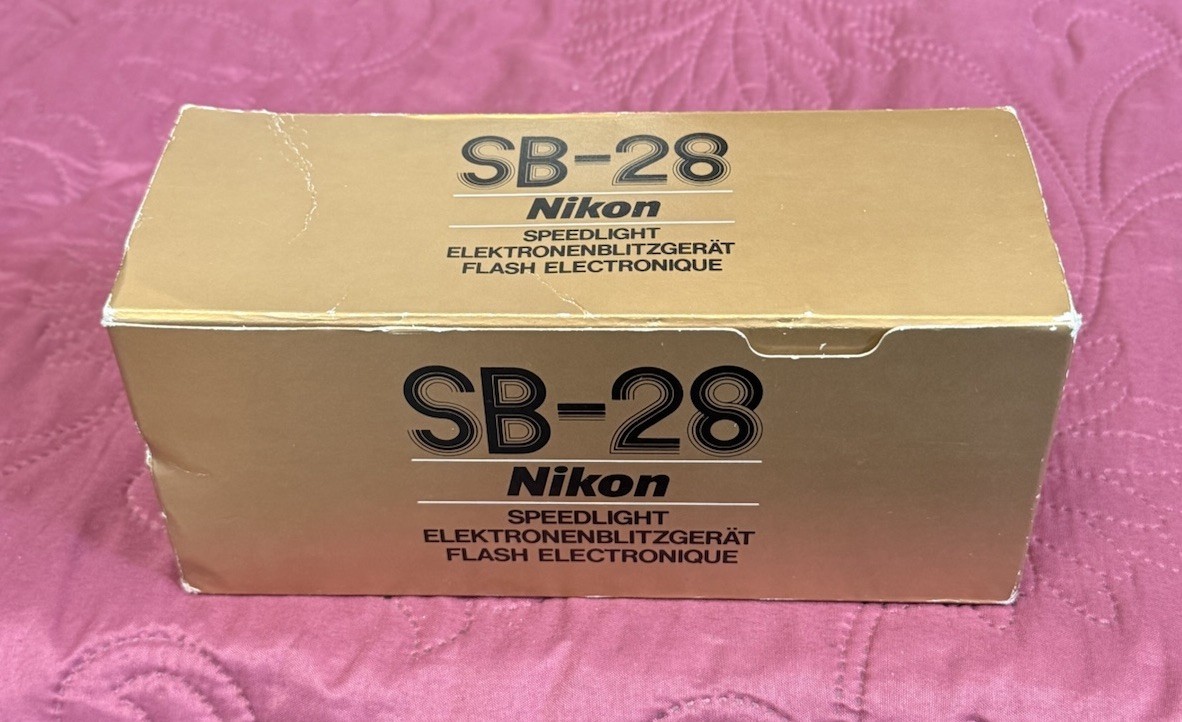 SB-28
Nikon
SPEEDLIGHT
ELEKTRONENBLITZGERÄT
FLASH ELECTRONIQUE
SB-28
Nikon
SPEEDLIGHT
ELEKTRONENBLITZGERÄT
FLASH ELECTRONIQUE